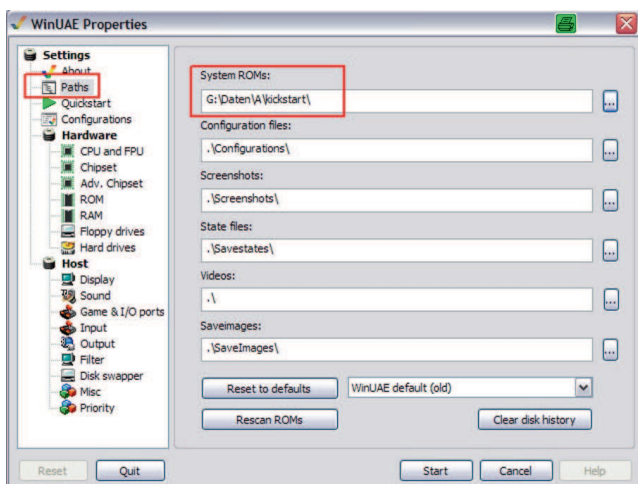 WinUAE Properties
Settings
About
Paths
Quickstart
Configurations
Hardware
CPU and FPU
Chipset
Adv. Chipset
ROM
RAM
Floppy drives
Hard drives
Host
Display
Sound
Game & I/O ports
Input
Output
Filter
Disk swapper
Misc
Priority
System ROMs:
G:\Daten\A\kickstart\
...
Configuration files:
.\Configurations\
...
Screenshots:
.\Screenshots\
...
State files:
.\Savestates\
...
Videos:
.\
...
Saveimages:
.\SaveImages\
...
Reset to defaults
WinUAE default (old)
Rescan ROMs
Clear disk history
Reset
Quit
Start
Cancel
Help